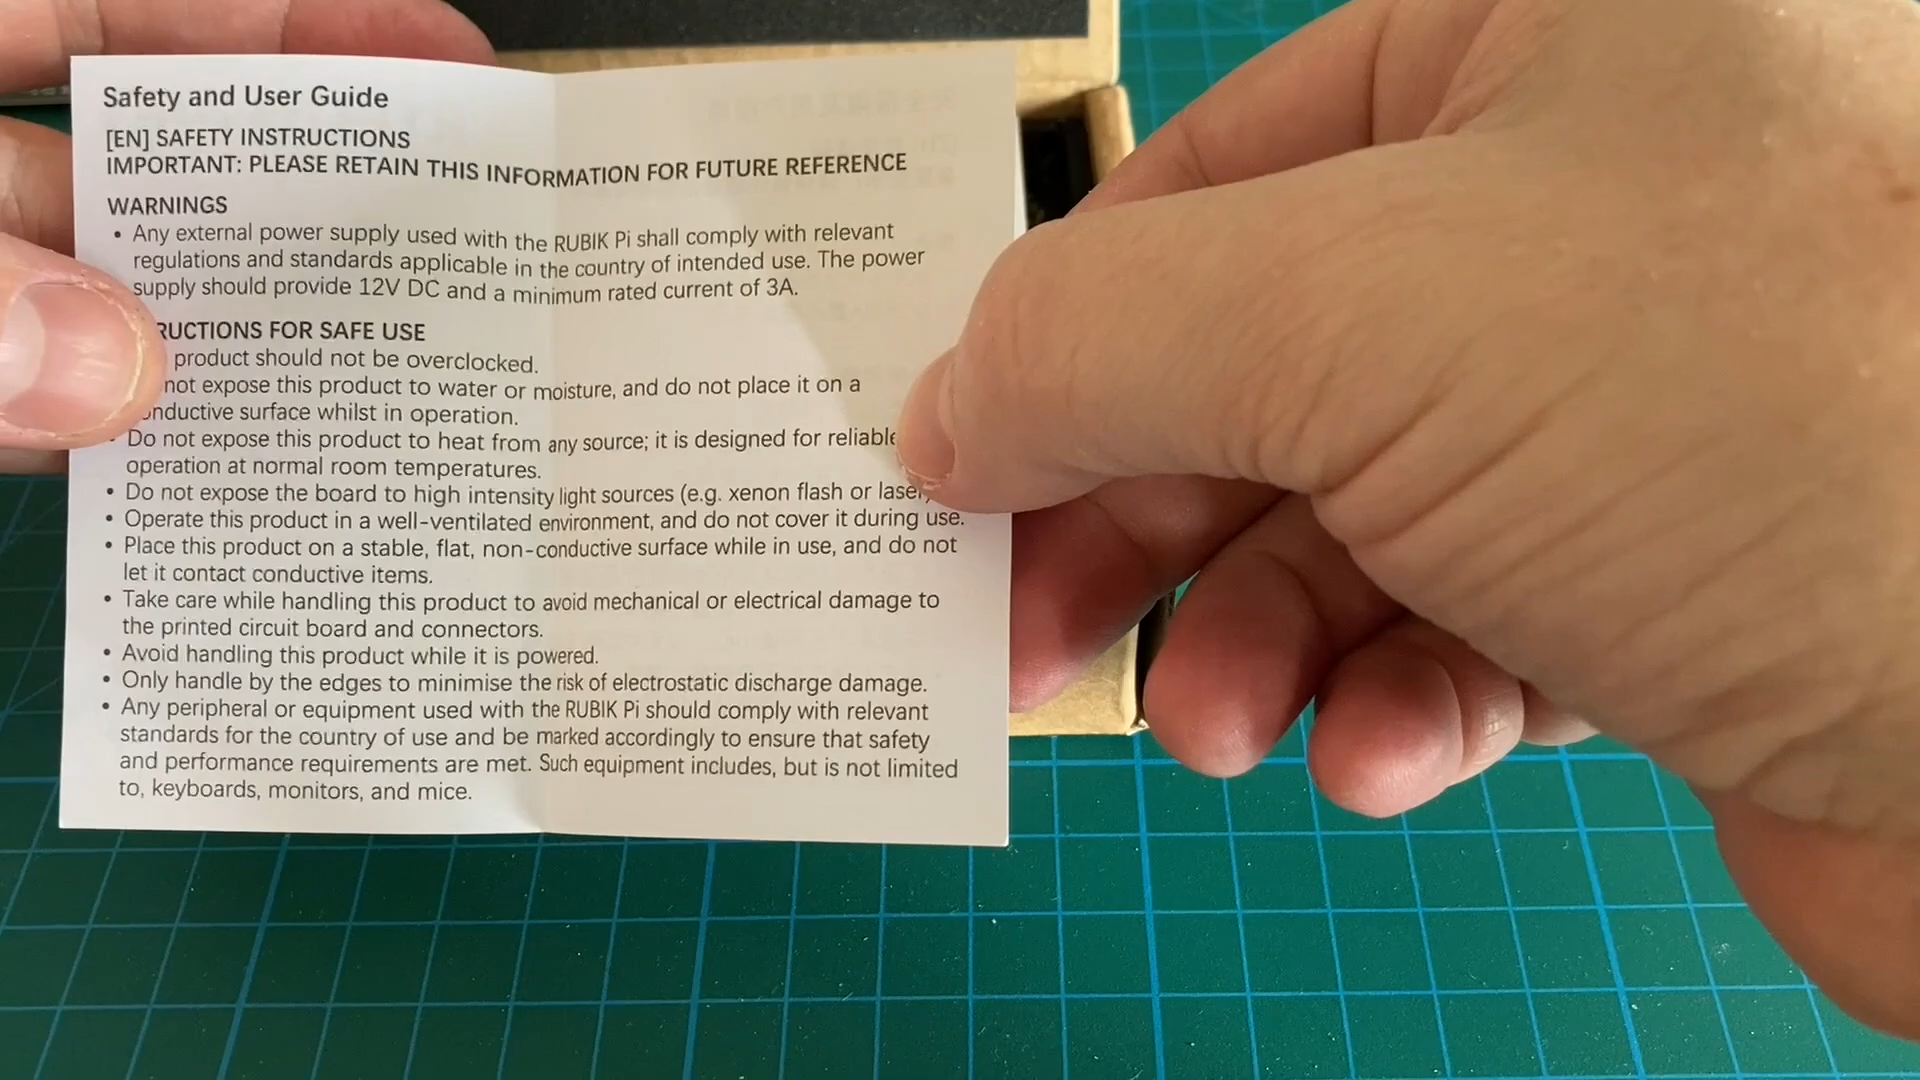 Safety and User Guide
[EN] SAFETY INSTRUCTIONS
IMPORTANT: PLEASE RETAIN THIS INFORMATION FOR FUTURE REFERENCE
WARNINGS
• Any external power supply used with the RUBIK Pi shall comply with relevant
regulations and standards applicable in the country of intended use. The power
supply should provide 12V DC and a minimum rated current of 3A.
RUCTIONS FOR SAFE USE
product should not be overclocked.
not expose this product to water or moisture, and do not place it on a
onductive surface whilst in operation.
Do not expose this product to heat from any source; it is designed for reliable
operation at normal room temperatures.
• Do not expose the board to high intensity light sources (e.g. xenon flash or laser)
• Operate this product in a well-ventilated environment, and do not cover it during use.
• Place this product on a stable, flat, non-conductive surface while in use, and do not
let it contact conductive items.
• Take care while handling this product to avoid mechanical or electrical damage to
the printed circuit board and connectors.
• Avoid handling this product while it is powered.
• Only handle by the edges to minimise the risk of electrostatic discharge damage.
• Any peripheral or equipment used with the RUBIK Pi should comply with relevant
standards for the country of use and be marked accordingly to ensure that safety
and performance requirements are met. Such equipment includes, but is not limited
to, keyboards, monitors, and mice.